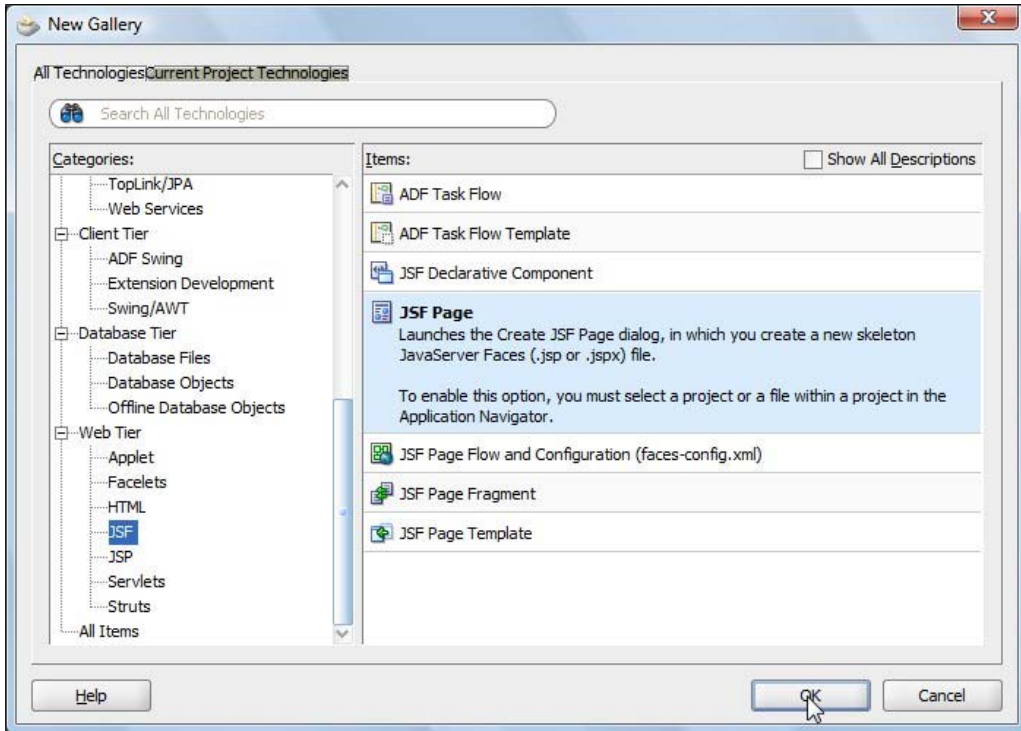 New Gallery
All Technologies Current Project Technologies
Search All Technologies
Categories:
TopLink/JPA
Web Services
Client Tier
ADF Swing
Extension Development
Swing/AWT
Database Tier
Database Files
Database Objects
Offline Database Objects
Web Tier
Applet
Facelets
HTML
JSF
JSP
Servlets
Struts
All Items
Items:
Show All Descriptions
ADF Task Flow
ADF Task Flow Template
JSF Declarative Component
JSF Page
Launches the Create JSF Page dialog, in which you create a new skeleton
JavaServer Faces (.jsp or .jspx) file.
To enable this option, you must select a project or a file within a project in the
Application Navigator.
JSF Page Flow and Configuration (faces-config.xml)
JSF Page Fragment
JSF Page Template
Help
OK
Cancel